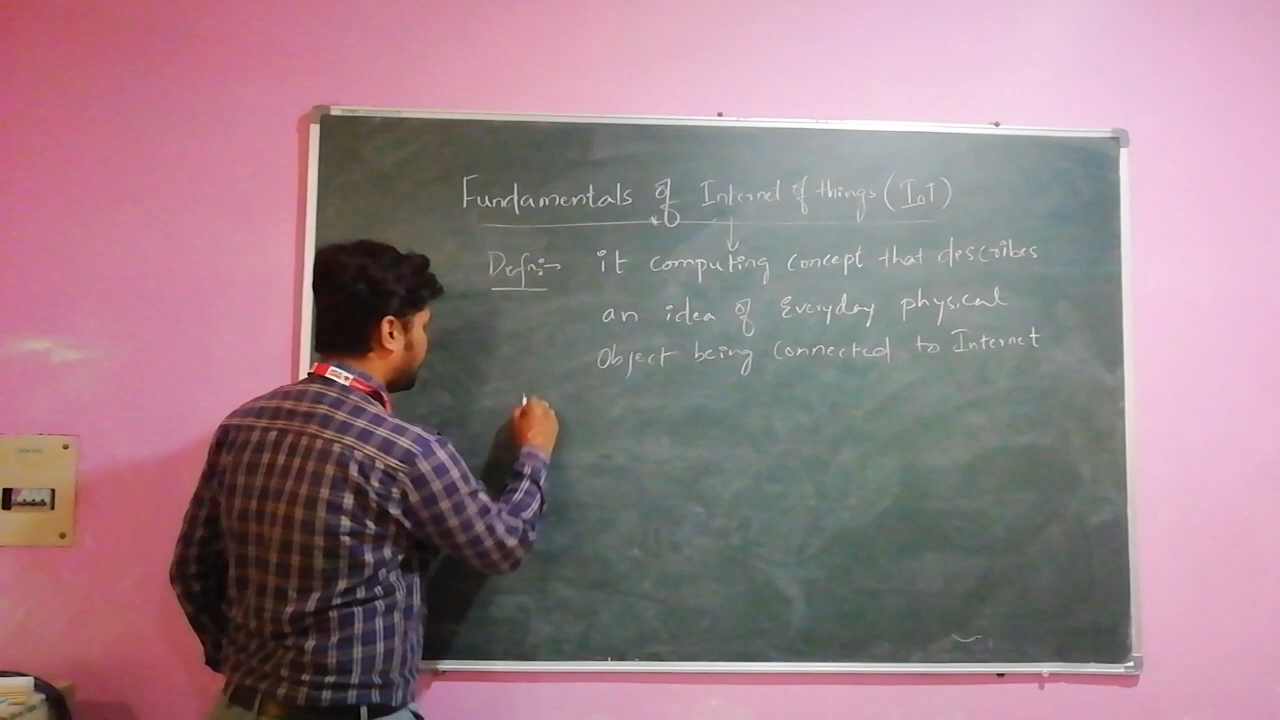 Fundamentals of Internet of things (IoT)
Defn:- it computing concept that describes
an idea of Everyday physical
Object being connected to Internet